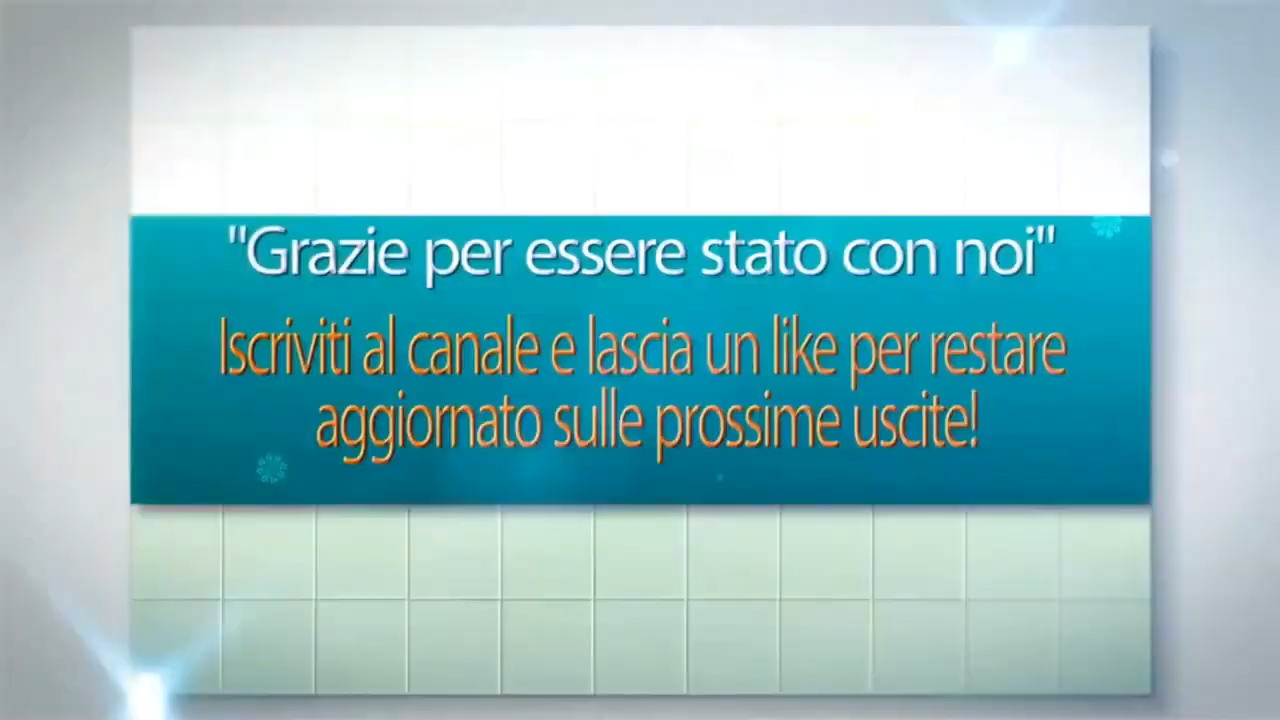 "Grazie per essere stato con noi"
Iscriviti al canale e lascia un like per restare
aggiornato sulle prossime uscite!